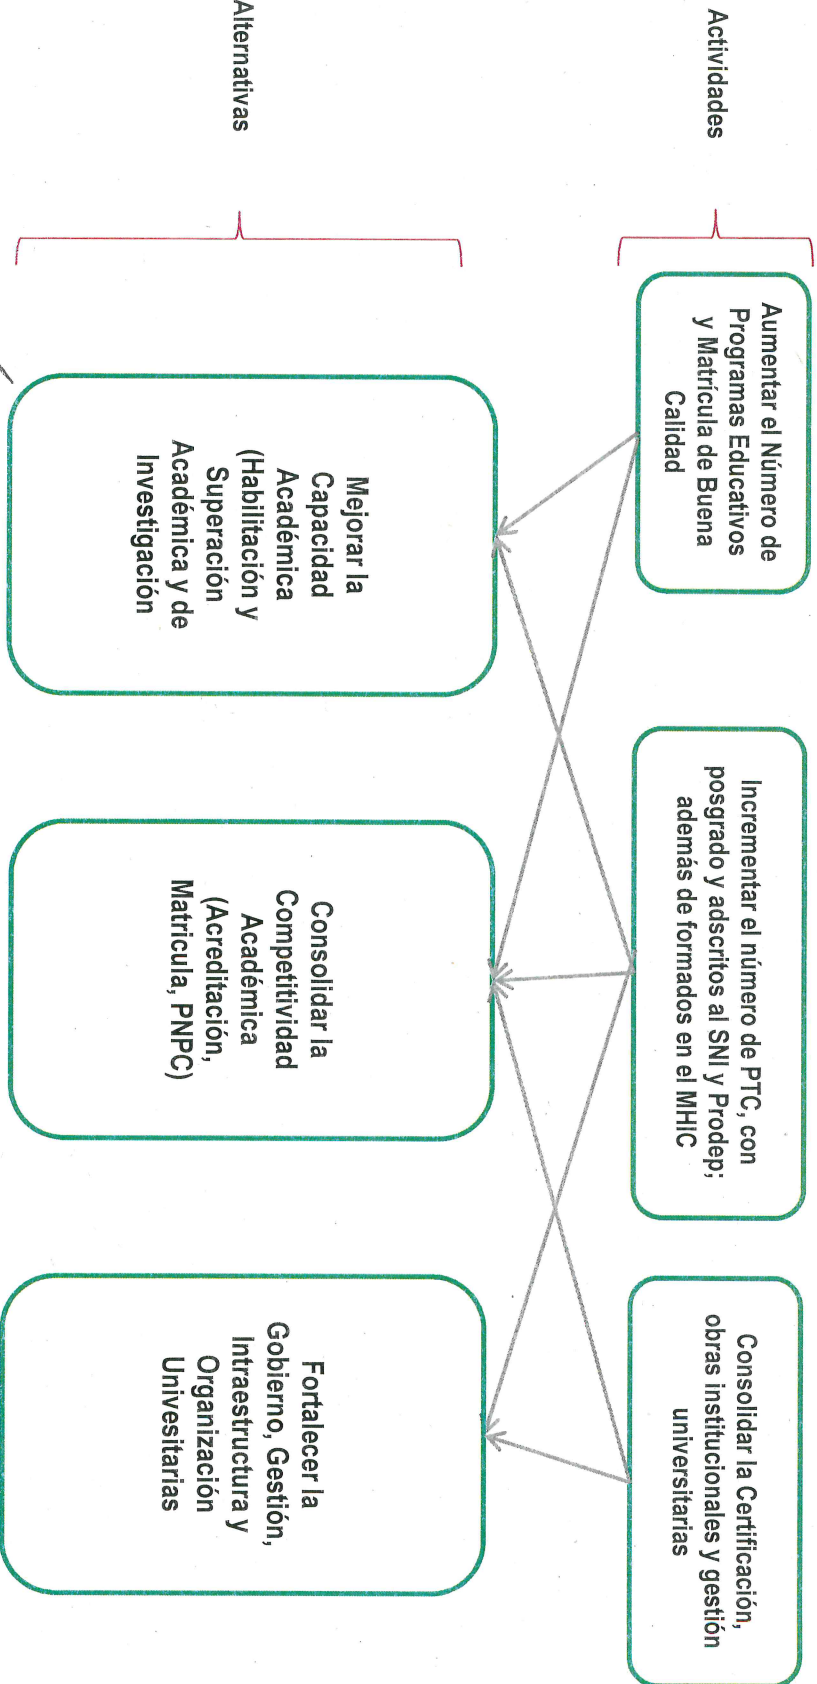 Actividades
Aumentar el Número de
Programas Educativos
y Matrícula de Buena
Calidad
Incrementar el número de PTC, con
posgrado y adscritos al SNI y Prodep;
además de formados en el MHIC
Consolidar la Certificación,
obras institucionales y gestión
universitarias
Alternativas
Mejorar la
Capacidad
Académica
(Habilitación y
Superación
Académica y de
Investigación
Consolidar la
Competitividad
Académica
(Acreditación,
Matricula, PNPC)
Fortalecer la
Gobierno, Gestión,
Intraestructura y
Organización
Univesitarias